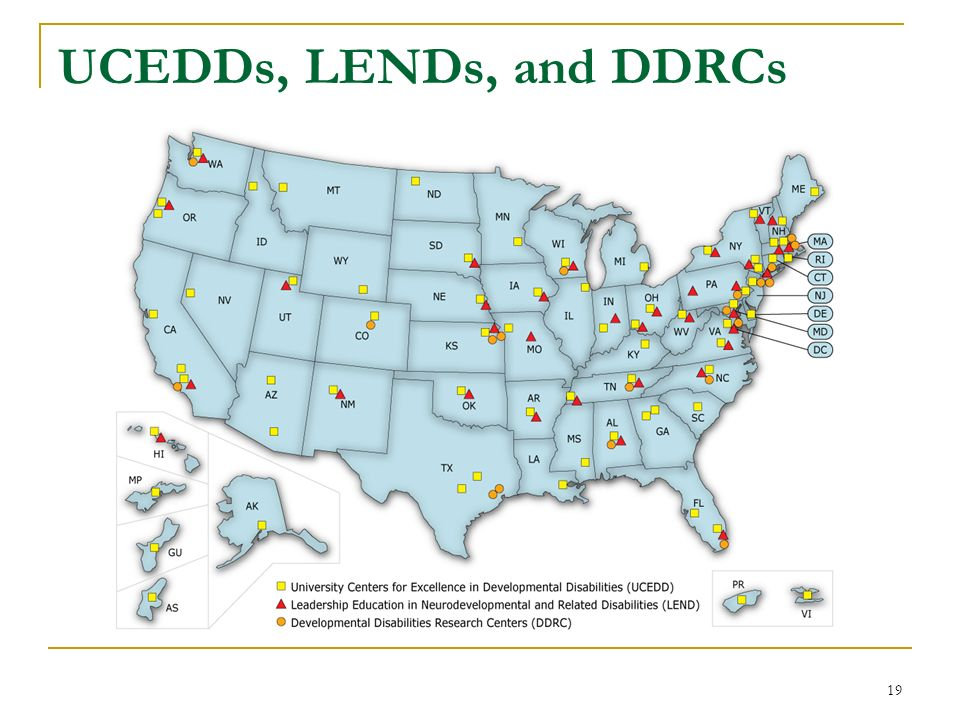 UCEDDs, LENDs, and DDRCs
WA
MT
ND
MN
ME
VT
NH
OR
ID
SD
WI
MI
NY
MA
RI
WY
CT
NE
IA
PA
NJ
NV
UT
IL
IN
OH
DE
CA
CO
KS
MO
KY
WV
VA
MD
DC
AZ
NM
OK
AR
TN
NC
SC
MS
AL
GA
LA
TX
FL
HI
MP
AK
GU
AS
PR
VI
University Centers for Excellence in Developmental Disabilities (UCEDD)
Leadership Education in Neurodevelopmental and Related Disabilities (LEND)
Developmental Disabilities Research Centers (DDRC)
19